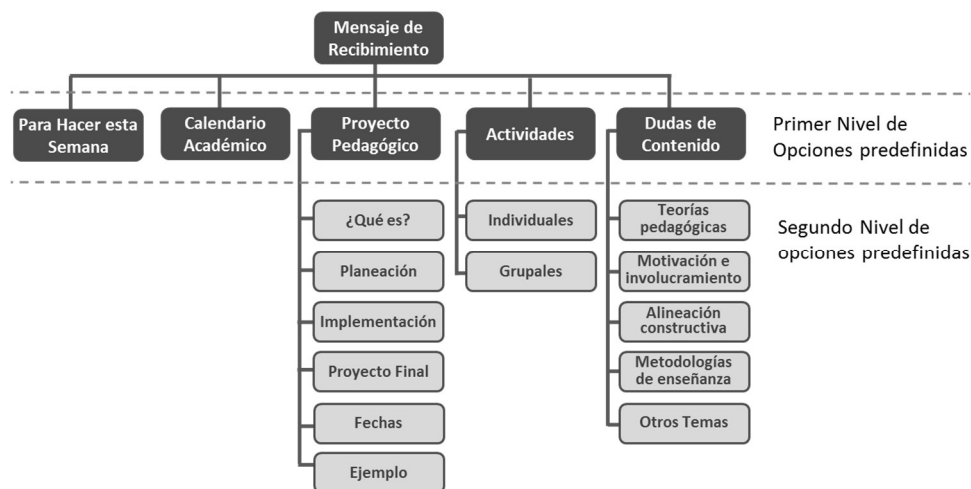 Mensaje de
Recibimiento
Para Hacer esta
Semana
Calendario
Académico
Proyecto
Pedagógico
Actividades
Dudas de
Contenido
Primer Nivel de
Opciones predefinidas
¿Qué es?
Planeación
Implementación
Proyecto Final
Fechas
Ejemplo
Individuales
Grupales
Teorías
pedagógicas
Motivación e
involucramiento
Alineación
constructiva
Metodologías
de enseñanza
Otros Temas
Segundo Nivel de
opciones predefinidas